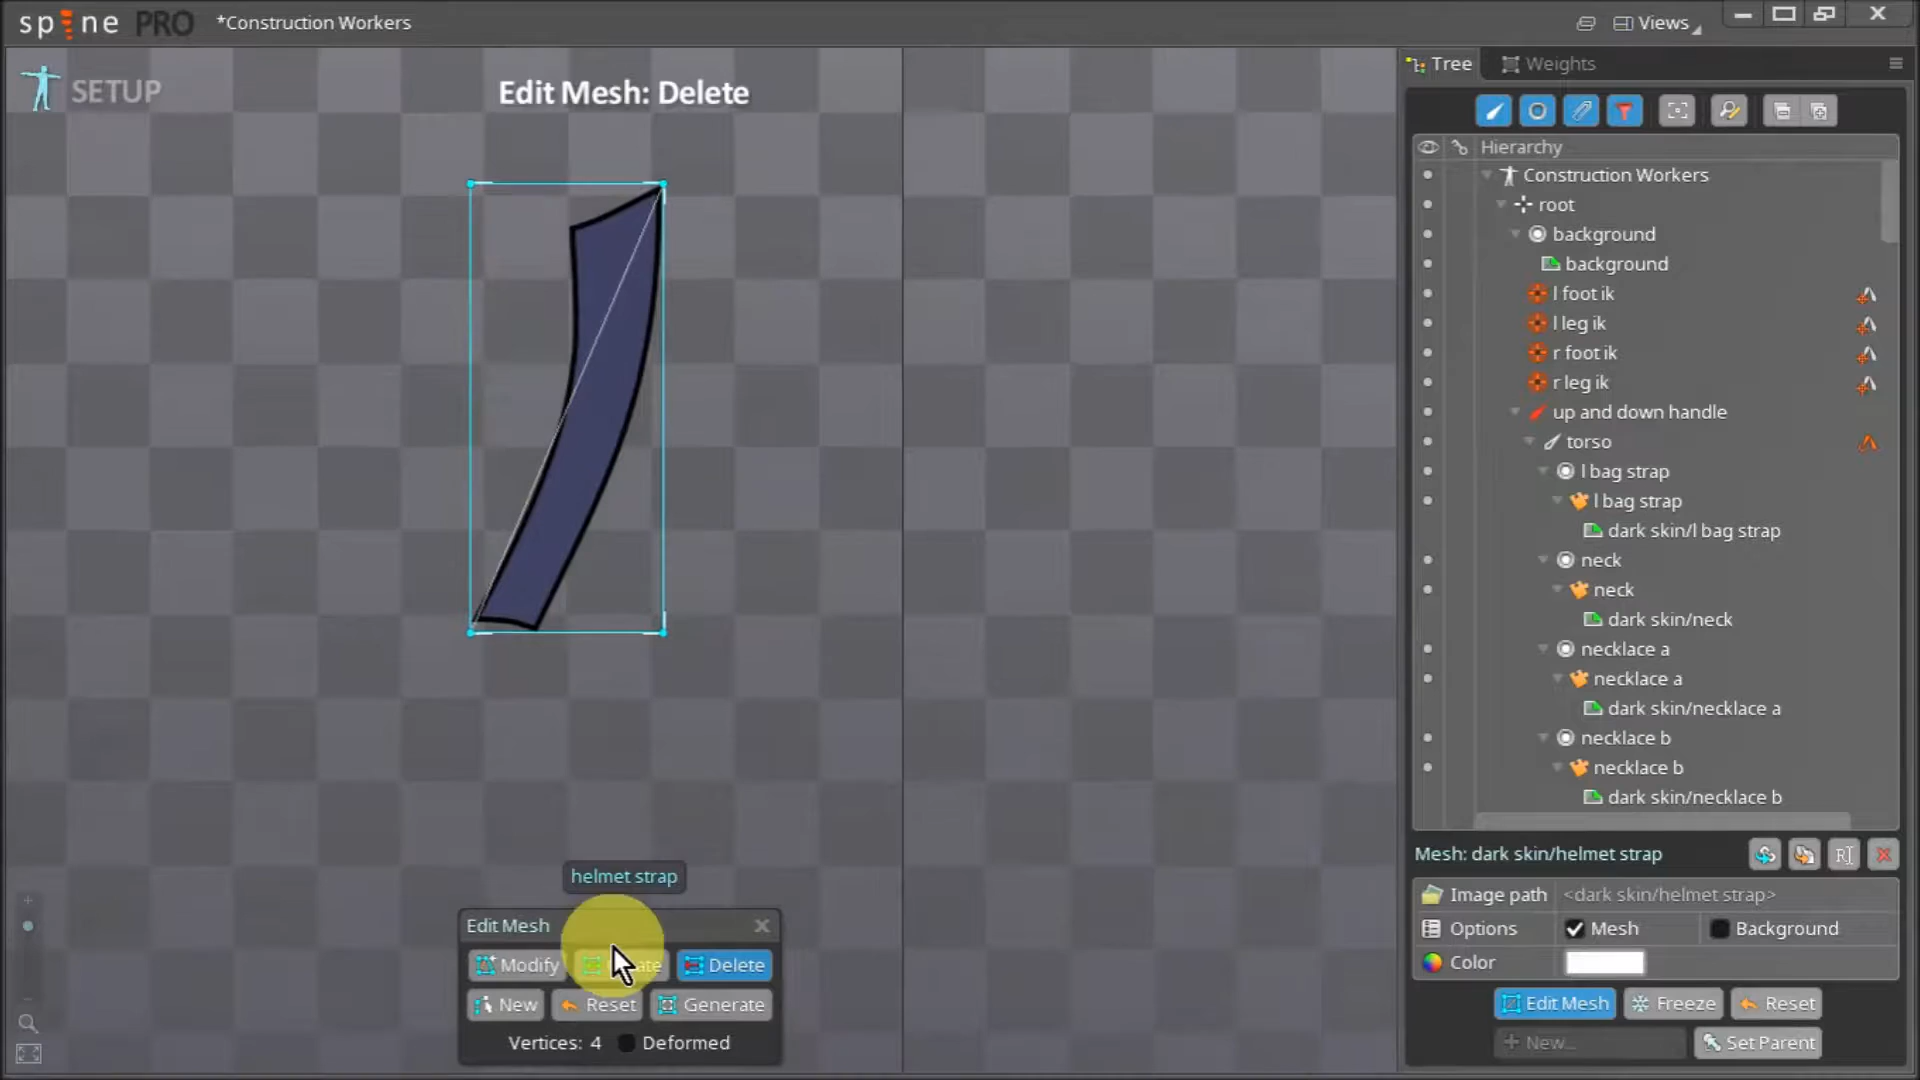 spine PRO *Construction Workers Views
SETUP
Edit Mesh: Delete
Tree Weights
Hierarchy
Construction Workers
root
background
background
l foot ik
l leg ik
r foot ik
r leg ik
up and down handle
torso
l bag strap
l bag strap
dark skin/l bag strap
neck
neck
dark skin/neck
necklace a
necklace a
dark skin/necklace a
necklace b
necklace b
dark skin/necklace b
Mesh: dark skin/helmet strap
Image path <dark skin/helmet strap>
Options Mesh Background
Color
Edit Mesh Freeze Reset
+ New... Set Parent
helmet strap
Edit Mesh
Modify Delete
New Reset Generate
Vertices: 4 Deformed